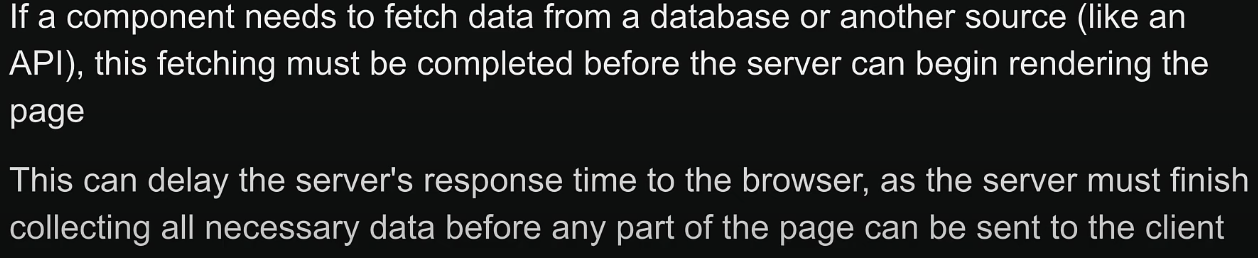 If a component needs to fetch data from a database or another source (like an
API), this fetching must be completed before the server can begin rendering the
page
This can delay the server's response time to the browser, as the server must finish
collecting all necessary data before any part of the page can be sent to the client